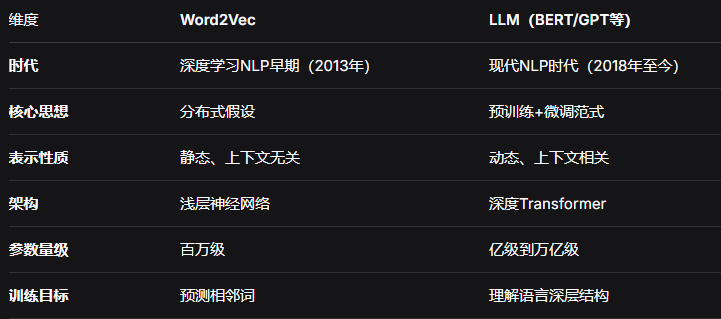 维度 Word2Vec LLM（BERT/GPT等）
时代 深度学习NLP早期（2013年） 现代NLP时代（2018年至今）
核心思想 分布式假设 预训练+微调范式
表示性质 静态、上下文无关 动态、上下文相关
架构 浅层神经网络 深度Transformer
参数量级 百万级 亿级到万亿级
训练目标 预测相邻词 理解语言深层结构